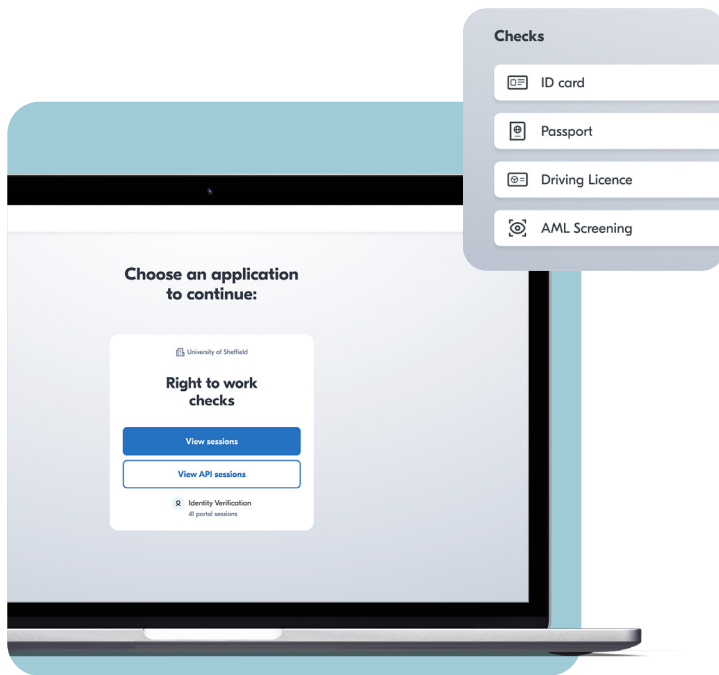 Checks
ID card
Passport
Driving Licence
AML Screening
Choose an application
to continue:
University of Sheffield
Right to work
checks
View sessions
View API sessions
Identity Verification
41 portal sessions